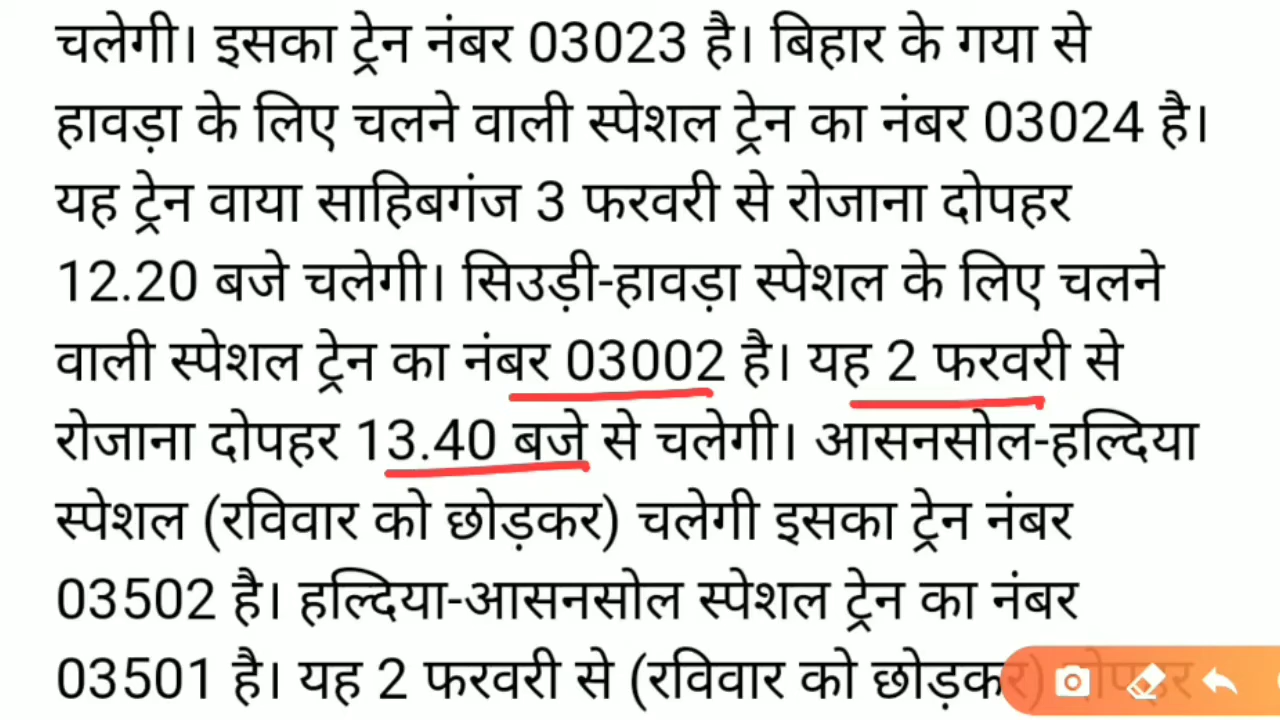 चलेगी। इसका ट्रेन नंबर 03023 है। बिहार के गया से
हावड़ा के लिए चलने वाली स्पेशल ट्रेन का नंबर 03024 है।
यह ट्रेन वाया साहिबगंज 3 फरवरी से रोजाना दोपहर
12.20 बजे चलेगी। सिउड़ी-हावड़ा स्पेशल के लिए चलने
वाली स्पेशल ट्रेन का नंबर 03002 है। यह 2 फरवरी से
रोजाना दोपहर 13.40 बजे से चलेगी। आसनसोल-हल्दिया
स्पेशल (रविवार को छोड़कर) चलेगी इसका ट्रेन नंबर
03502 है। हल्दिया-आसनसोल स्पेशल ट्रेन का नंबर
03501 है। यह 2 फरवरी से (रविवार को छोड़कर) दोपहर